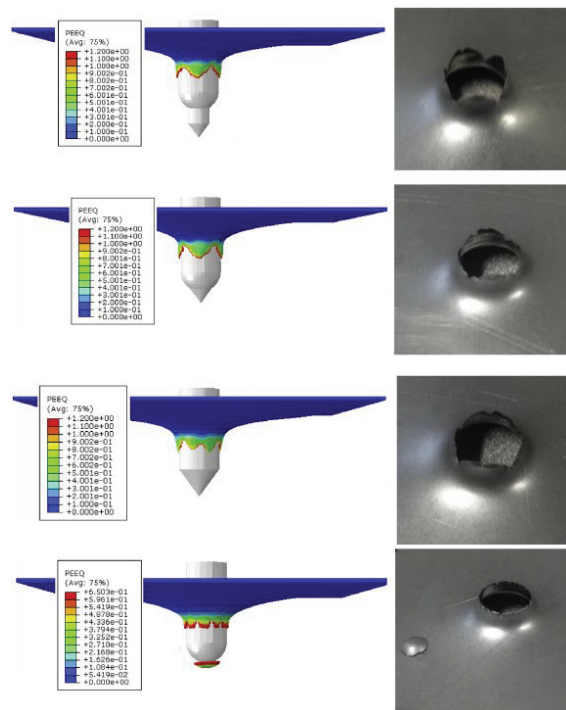 PEEQ
(Avg: 75%)
+1.200e+00
+1.100e+00
+1.000e+00
+9.002e-01
+8.002e-01
+7.002e-01
+6.001e-01
+5.001e-01
+4.001e-01
+3.001e-01
+2.000e-01
+1.000e-01
+0.000e+00
PEEQ
(Avg: 75%)
+1.200e+00
+1.100e+00
+1.000e+00
+9.002e-01
+8.001e-01
+7.001e-01
+6.001e-01
+5.001e-01
+4.001e-01
+3.001e-01
+2.000e-01
+1.000e-01
+0.000e+00
PEEQ
(Avg: 75%)
+1.200e+00
+1.100e+00
+1.000e+00
+9.002e-01
+8.002e-01
+7.002e-01
+6.002e-01
+5.001e-01
+4.001e-01
+3.001e-01
+2.001e-01
+1.000e-01
+0.000e+00
PEEQ
(Avg: 75%)
+6.503e-01
+5.961e-01
+5.419e-01
+4.878e-01
+4.336e-01
+3.794e-01
+3.252e-01
+2.710e-01
+2.168e-01
+1.626e-01
+1.084e-01
+5.419e-02
+0.000e+00